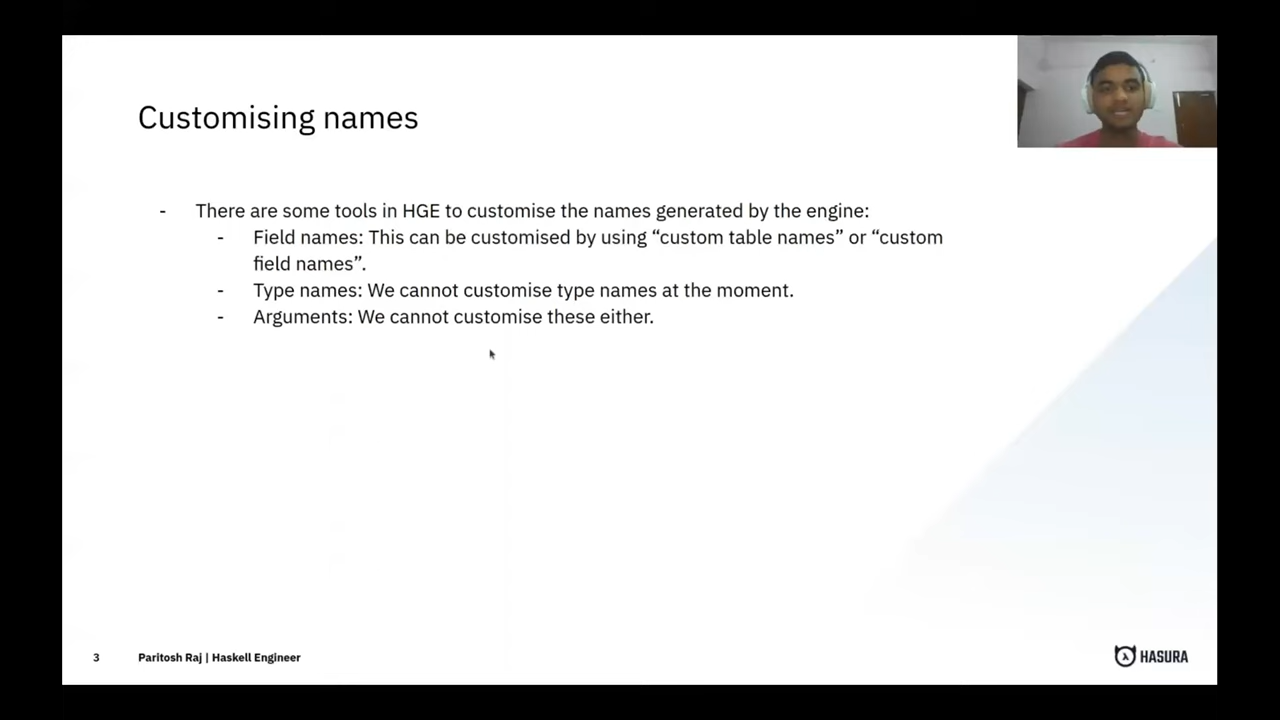 Customising names
- There are some tools in HGE to customise the names generated by the engine:
- Field names: This can be customised by using “custom table names” or “custom
field names”.
- Type names: We cannot customise type names at the moment.
- Arguments: We cannot customise these either.
3 Paritosh Raj | Haskell Engineer
HASURA